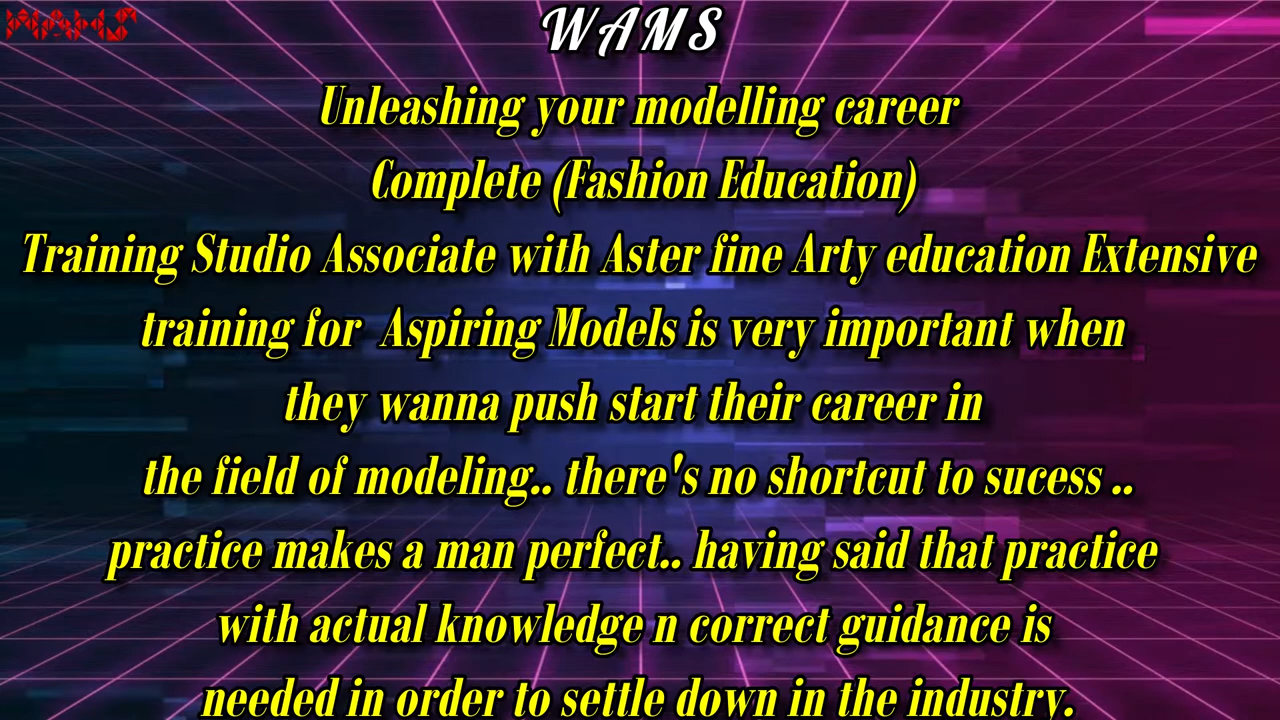 WAMS
WAMS
Unleashing your modelling career
Complete (Fashion Education)
Training Studio Associate with Aster fine Arty education Extensive
training for Aspiring Models is very important when
they wanna push start their career in
the field of modeling.. there's no shortcut to sucess ..
practice makes a man perfect.. having said that practice
with actual knowledge n correct guidance is
needed in order to settle down in the industry.